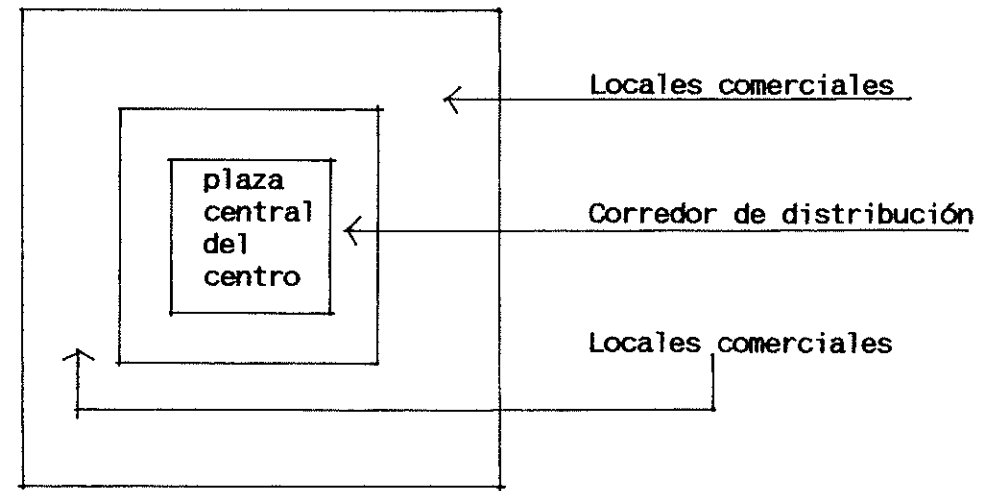 Locales comerciales
plaza
central
del
centro
Corredor de distribución
Locales comerciales